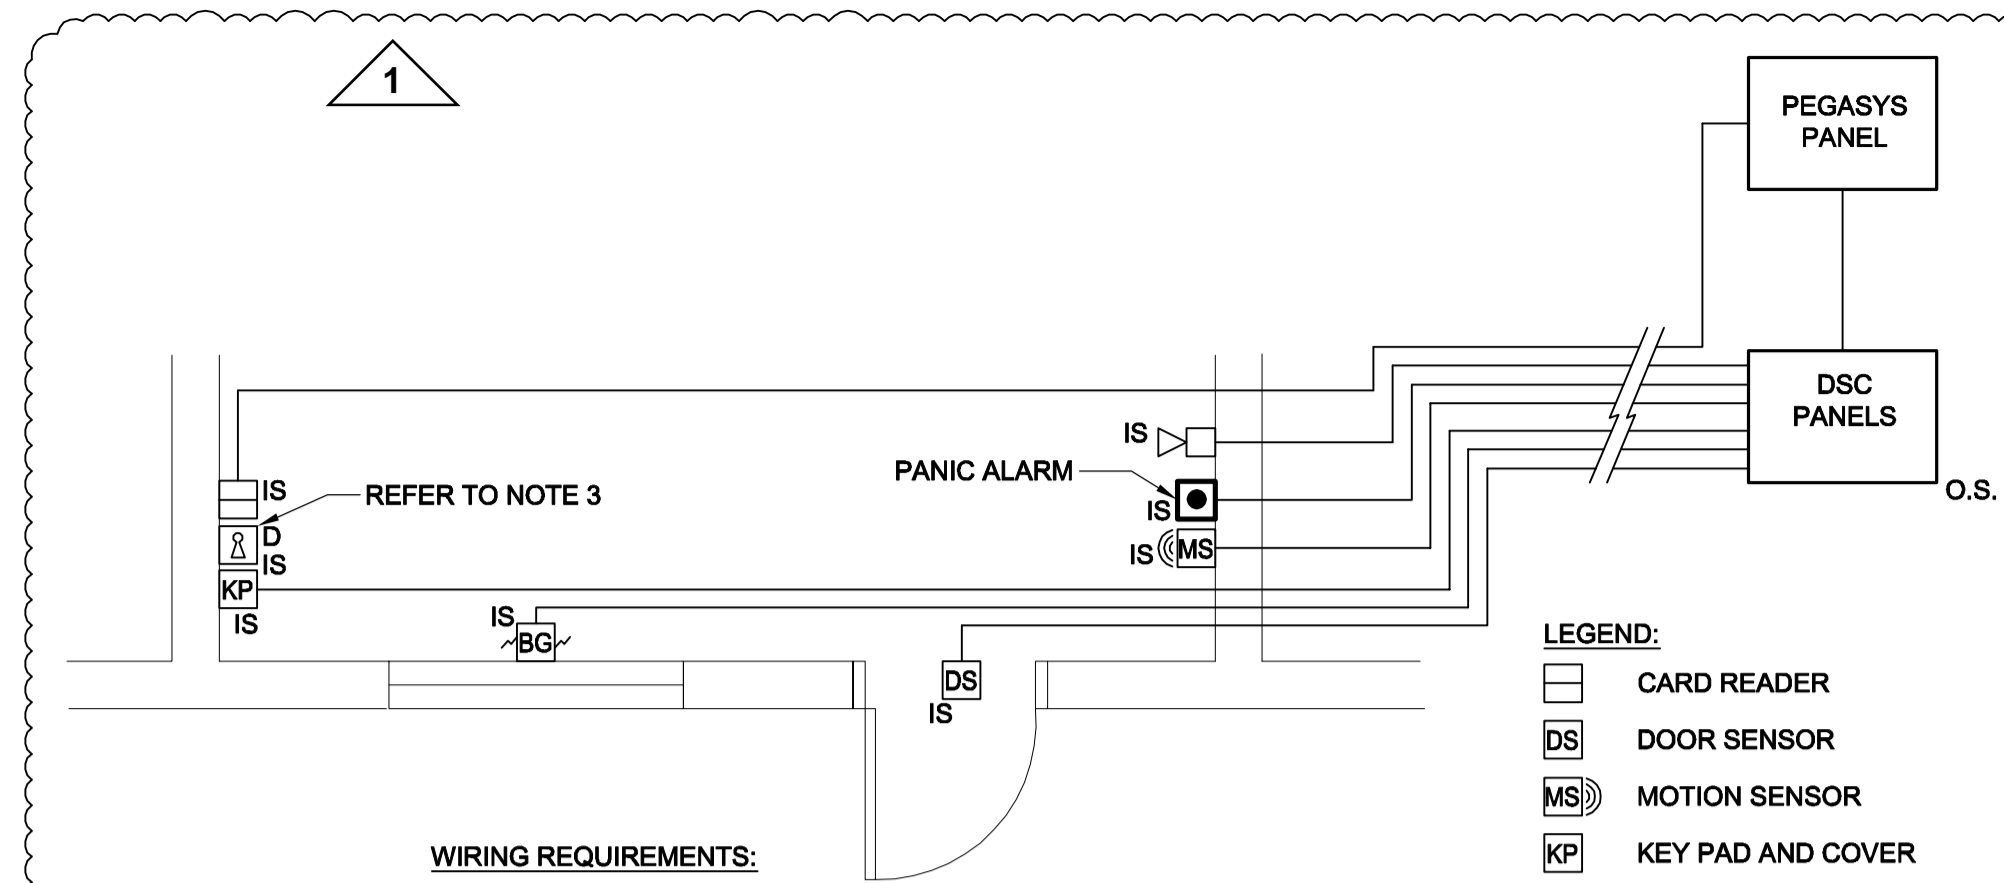 1
PEGASYS
PANEL
DSC
PANELS
O.S.
IS
PANIC ALARM
IS
REFER TO NOTE 3
IS
D
IS
IS
MS
KP
IS
IS
BG
DS
IS
LEGEND:
CARD READER
DS DOOR SENSOR
MS MOTION SENSOR
KP KEY PAD AND COVER
WIRING REQUIREMENTS: